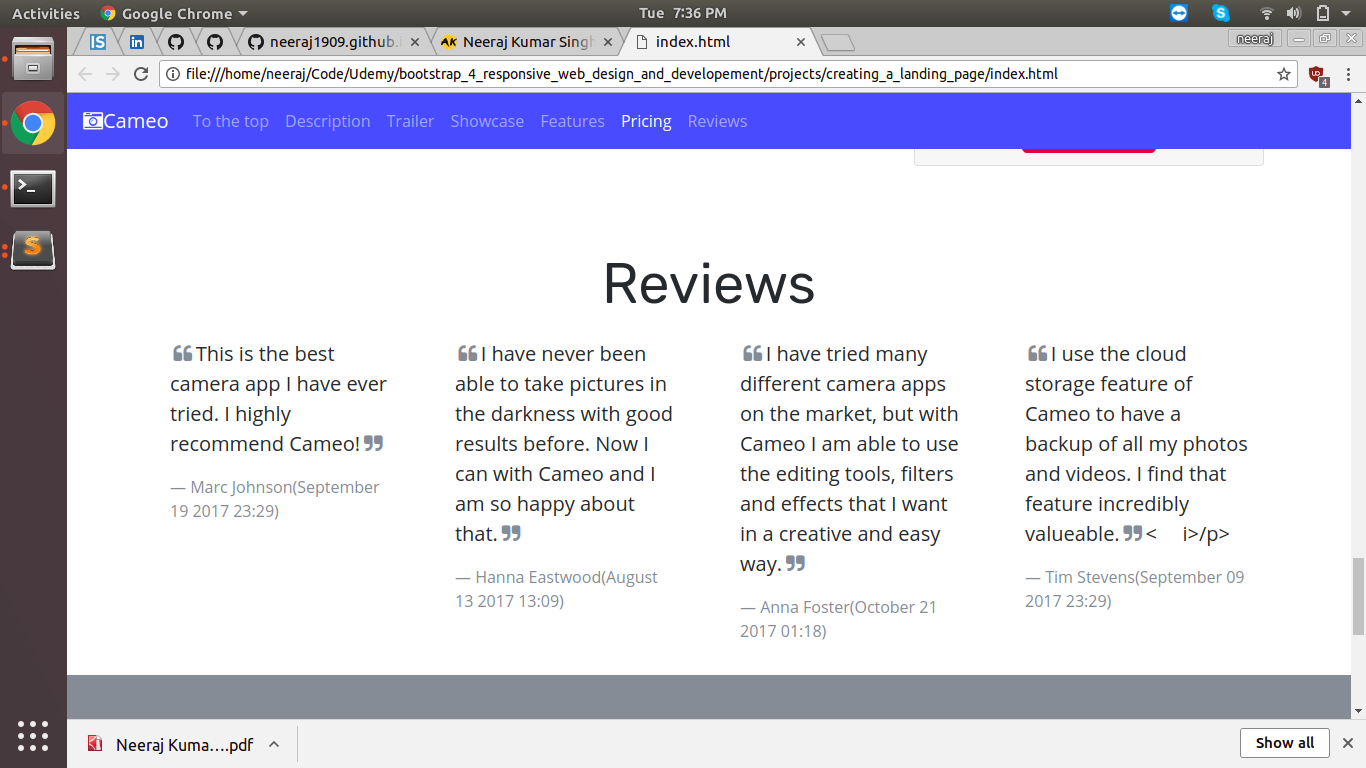 Activities Google Chrome Tue 7:36 PM
neeraj1909.github. Neeraj Kumar Singh index.html neeraj
file:///home/neeraj/Code/Udemy/bootstrap_4_responsive_web_design_and_developement/projects/creating_a_landing_page/index.html 4
Cameo To the top Description Trailer Showcase Features Pricing Reviews
Reviews
❝This is the best
camera app I have ever
tried. I highly
recommend Cameo!❞
— Marc Johnson(September
19 2017 23:29)
❝I have never been
able to take pictures in
the darkness with good
results before. Now I
can with Cameo and I
am so happy about
that.❞
— Hanna Eastwood(August
13 2017 13:09)
❝I have tried many
different camera apps
on the market, but with
Cameo I am able to use
the editing tools, filters
and effects that I want
in a creative and easy
way.❞
— Anna Foster(October 21
2017 01:18)
❝I use the cloud
storage feature of
Cameo to have a
backup of all my photos
and videos. I find that
feature incredibly
valueable.❞< i>/p>
— Tim Stevens(September 09
2017 23:29)
Neeraj Kuma....pdf Show all